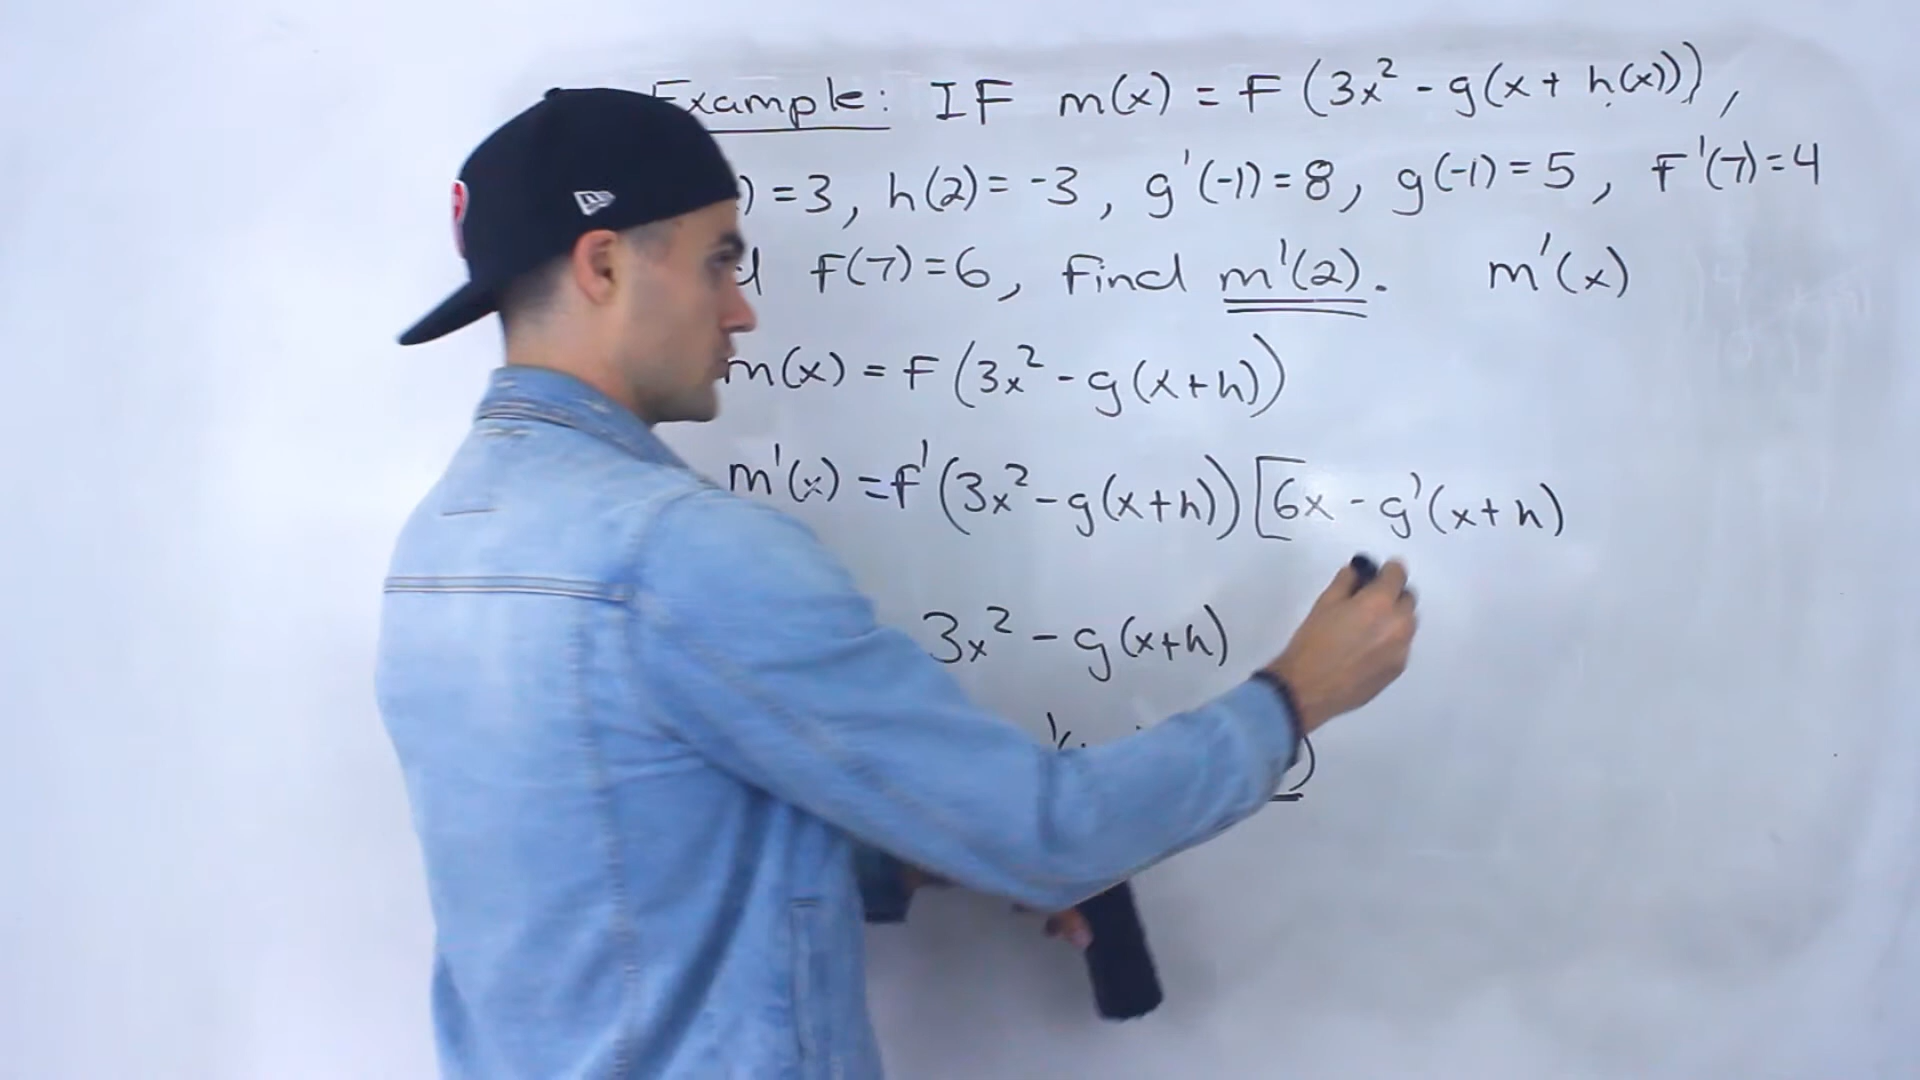 Example: IF m(x) = F(3x² - g(x + h(x))),
) = 3, h(2) = -3, g'(-1) = 8, g(-1) = 5, F'(7) = 4
f(7) = 6, Find m'(2). m'(x)
m(x) = F(3x² - g(x+h))
m'(x) = f'(3x² - g(x+h)) [6x - g'(x+h)
3x² - g(x+h)